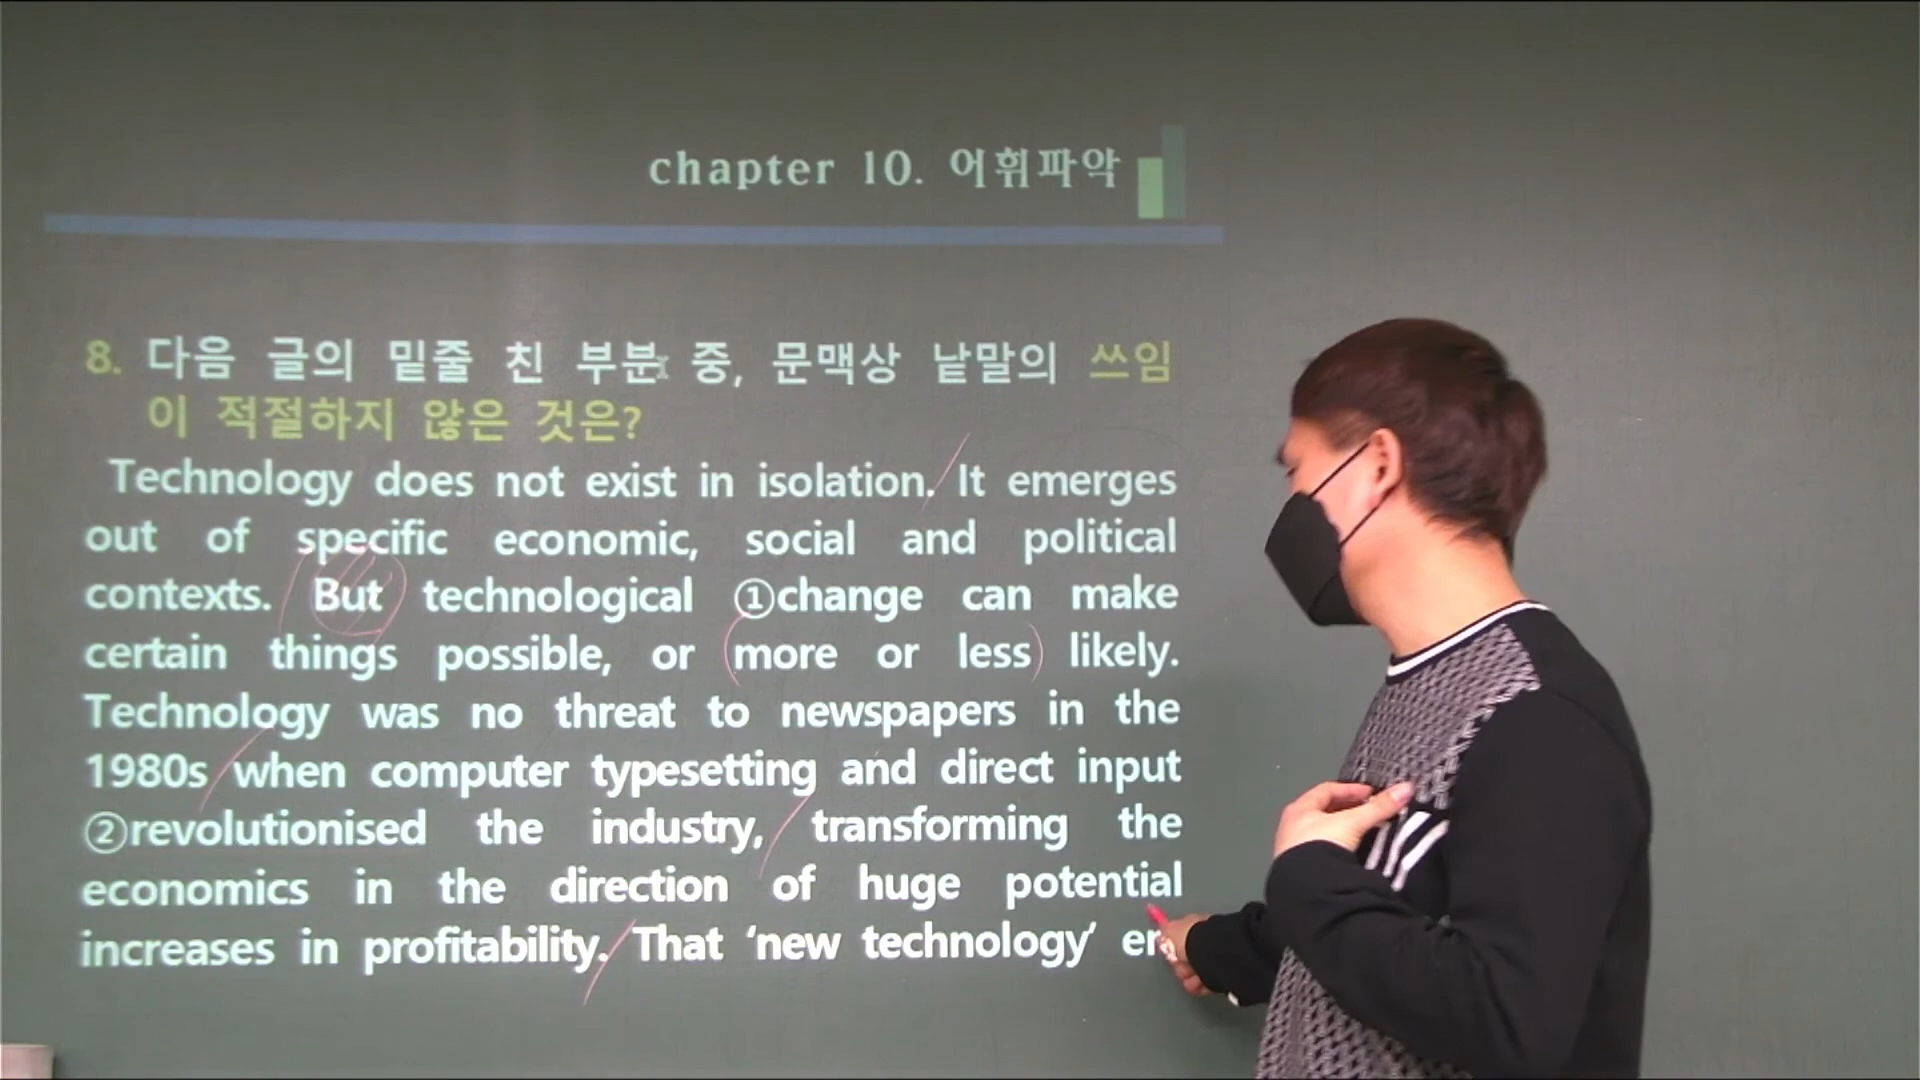 chapter 10. 어휘파악
8. 다음 글의 밑줄 친 부분 중, 문맥상 낱말의 쓰임
이 적절하지 않은 것은?
Technology does not exist in isolation. It emerges
out of specific economic, social and political
contexts. But technological ①change can make
certain things possible, or more or less likely.
Technology was no threat to newspapers in the
1980s when computer typesetting and direct input
②revolutionised the industry, transforming the
economics in the direction of huge potential
increases in profitability. That ‘new technology’